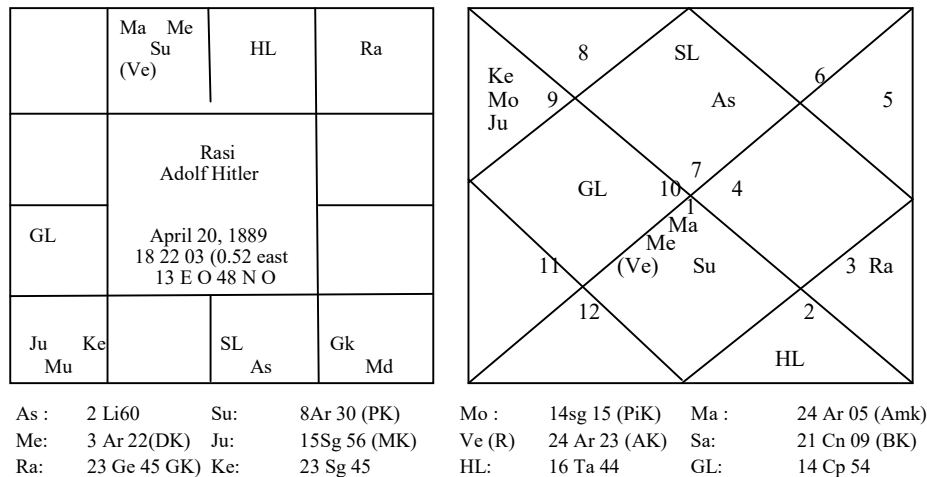 Ma Me
Su
(Ve)
HL
Ra
Rasi
Adolf Hitler
GL
April 20, 1889
18 22 03 (0.52 east
13 E O 48 N O
Ju Ke
Mu
SL
As
Gk
Md
8
SL
6
Ke
Mo 9
Ju
As
5
7
GL
10
4
1
Ma
Me
(Ve) Su
11
3 Ra
12
2
HL
As : 2 Li60 Su: 8Ar 30 (PK) Mo : 14sg 15 (PiK) Ma : 24 Ar 05 (Amk)
Me: 3 Ar 22(DK) Ju: 15Sg 56 (MK) Ve (R) 24 Ar 23 (AK) Sa: 21 Cn 09 (BK)
Ra: 23 Ge 45 GK) Ke: 23 Sg 45 HL: 16 Ta 44 GL: 14 Cp 54